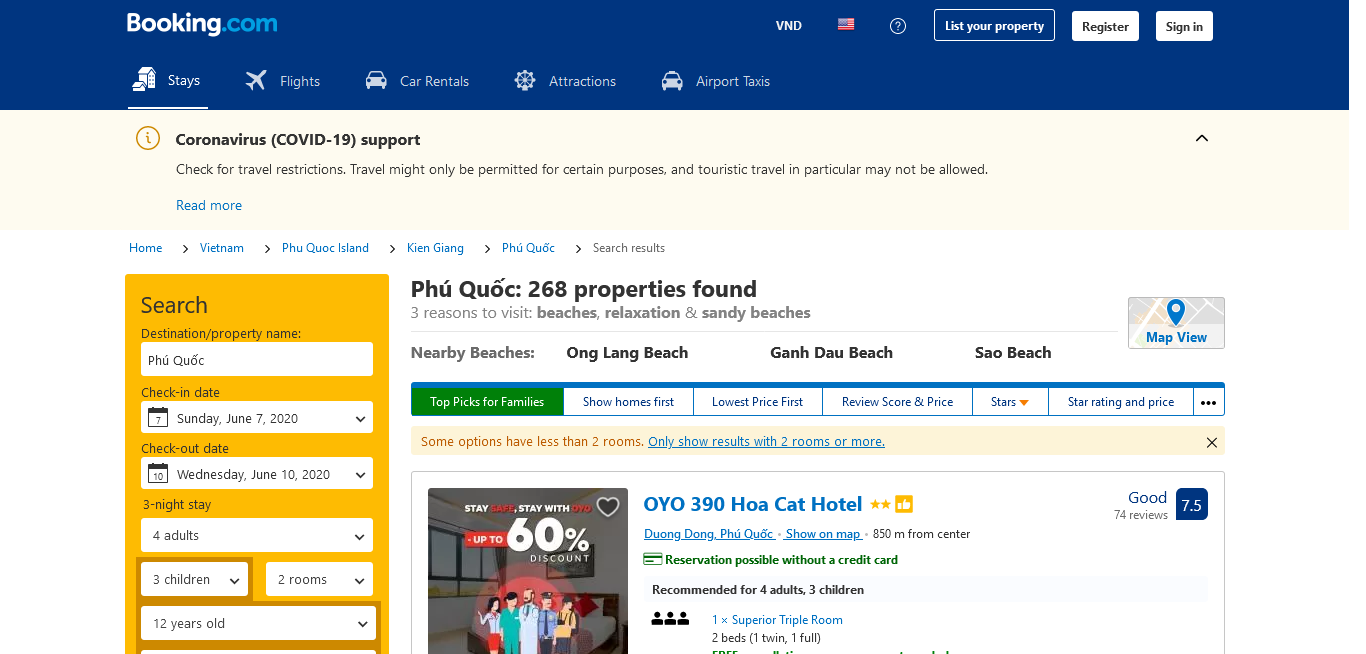 Booking.com
VND
List your property
Register
Sign in
Stays
Flights
Car Rentals
Attractions
Airport Taxis
Coronavirus (COVID-19) support
Check for travel restrictions. Travel might only be permitted for certain purposes, and touristic travel in particular may not be allowed.
Read more
Home > Vietnam > Phu Quoc Island > Kien Giang > Phú Quốc > Search results
Search
Destination/property name:
Phú Quốc
Check-in date
7 Sunday, June 7, 2020
Check-out date
10 Wednesday, June 10, 2020
3-night stay
4 adults
3 children
2 rooms
12 years old
Phú Quốc: 268 properties found
3 reasons to visit: beaches, relaxation & sandy beaches
Map View
Nearby Beaches: Ong Lang Beach Ganh Dau Beach Sao Beach
Top Picks for Families
Show homes first
Lowest Price First
Review Score & Price
Stars
Star rating and price
•••
Some options have less than 2 rooms. Only show results with 2 rooms or more.
STAY SAFE, STAY WITH OYO
• UP TO 60%
DISCOUNT
OYO 390 Hoa Cat Hotel
Good 7.5
74 reviews
Duong Dong, Phú Quốc • Show on map • 850 m from center
Reservation possible without a credit card
Recommended for 4 adults, 3 children
1 × Superior Triple Room
2 beds (1 twin, 1 full)